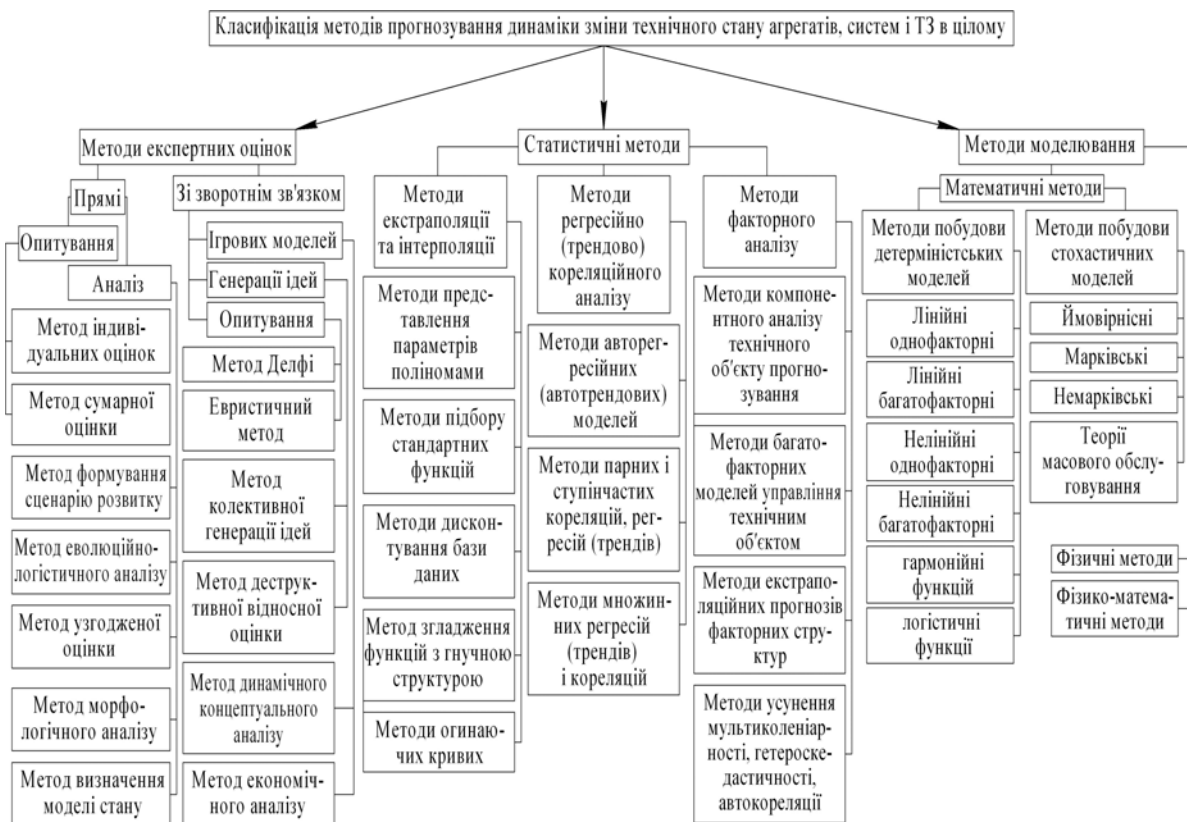 Класифікація методів прогнозування динаміки зміни технічного стану агрегатів, систем і ТЗ в цілому
Методи експертних оцінок
Прямі
Опитування
Аналіз
Метод індиві-
дуальних оцінок
Метод сумарної
оцінки
Метод формування
сценарію розвитку
Метод еволюційно-
логістичного аналізу
Метод узгодженої
оцінки
Метод морфо-
логічного аналізу
Метод визначення
моделі стану
Зі зворотнім зв'язком
Ігрових моделей
Генерації ідей
Опитування
Метод Делфі
Евристичний
метод
Метод
колективної
генерації ідей
Метод деструк-
тивної відносної
оцінки
Метод динамічного
концептуального
аналізу
Метод економіч-
ного аналізу
Статистичні методи
Методи
екстраполяції
та інтерполяції
Методи предс-
тавлення
параметрів
поліномами
Методи підбору
стандартних
функцій
Методи дискон-
тування бази
даних
Метод згладження
функцій з гнучною
структурою
Методи огинаю-
чих кривих
Методи
регресійно
(трендово)
кореляційного
аналізу
Методи авторег-
ресійних
(автотрендових)
моделей
Методи парних і
ступінчастих
кореляцій, рег-
ресій (трендів)
Методи множин-
них регресій
(трендів)
і кореляцій
Методи
факторного
аналізу
Методи компоне-
нтного аналізу
технічного
об'єкту прогно-
зування
Методи багато-
факторних
моделей управління
технічним
об'єктом
Методи екстрапо-
ляційних прогнозів
факторних струк-
тур
Методи усунення
мультиколеніар-
ності, гетероске-
дастичності,
автокореляції
Методи моделювання
Математичні методи
Методи побудови
детерміністських
моделей
Лінійні
однофакторні
Лінійні
багатофакторні
Нелінійні
однофакторні
Нелінійні
багатофакторні
гармонійні
функцій
логістичні
функції
Методи побудови
стохастичних
моделей
Ймовірнісні
Марківські
Немарківські
Теорії
масового обслу-
говування
Фізичні методи
Фізико-матема-
тичні методи